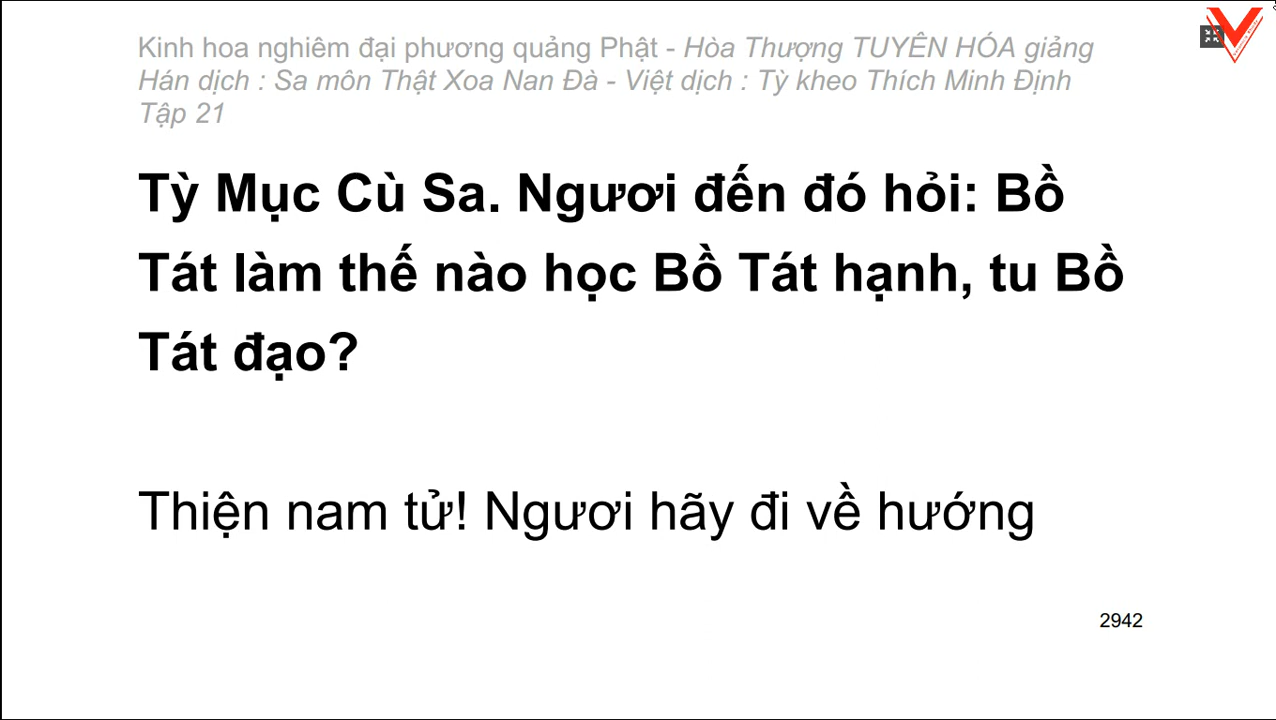 Kinh hoa nghiêm đại phương quảng Phật - Hòa Thượng TUYÊN HÓA giảng
Hán dịch : Sa môn Thật Xoa Nan Đà - Việt dịch : Tỳ kheo Thích Minh Định
Tập 21
Tỳ Mục Cù Sa. Ngươi đến đó hỏi: Bồ
Tát làm thế nào học Bồ Tát hạnh, tu Bồ
Tát đạo?
Thiện nam tử! Ngươi hãy đi về hướng
2942